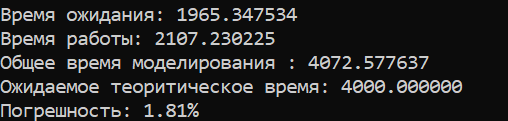 Время ожидания: 1965.347534
Время работы: 2107.230225
Общее время моделирования : 4072.577637
Ожидаемое теоритическое время: 4000.000000
Погрешность: 1.81%